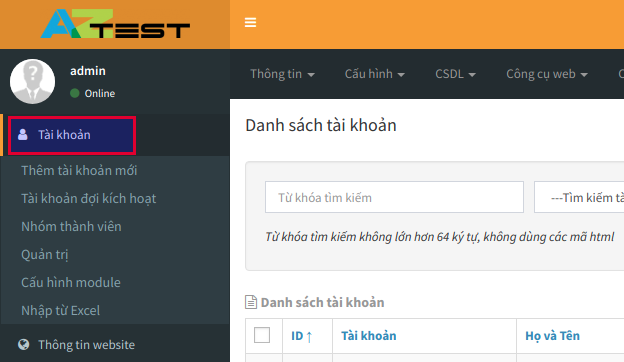 AZTEST
admin
Online
Tài khoản
Thêm tài khoản mới
Tài khoản đợi kích hoạt
Nhóm thành viên
Quản trị
Cấu hình module
Nhập từ Excel
Thông tin website
Thông tin Cấu hình CSDL Công cụ web
Danh sách tài khoản
Từ khóa tìm kiếm ---Tìm kiếm
Từ khóa tìm kiếm không lớn hơn 64 ký tự, không dùng các mã html
Danh sách tài khoản
ID ↑ Tài khoản Họ và Tên